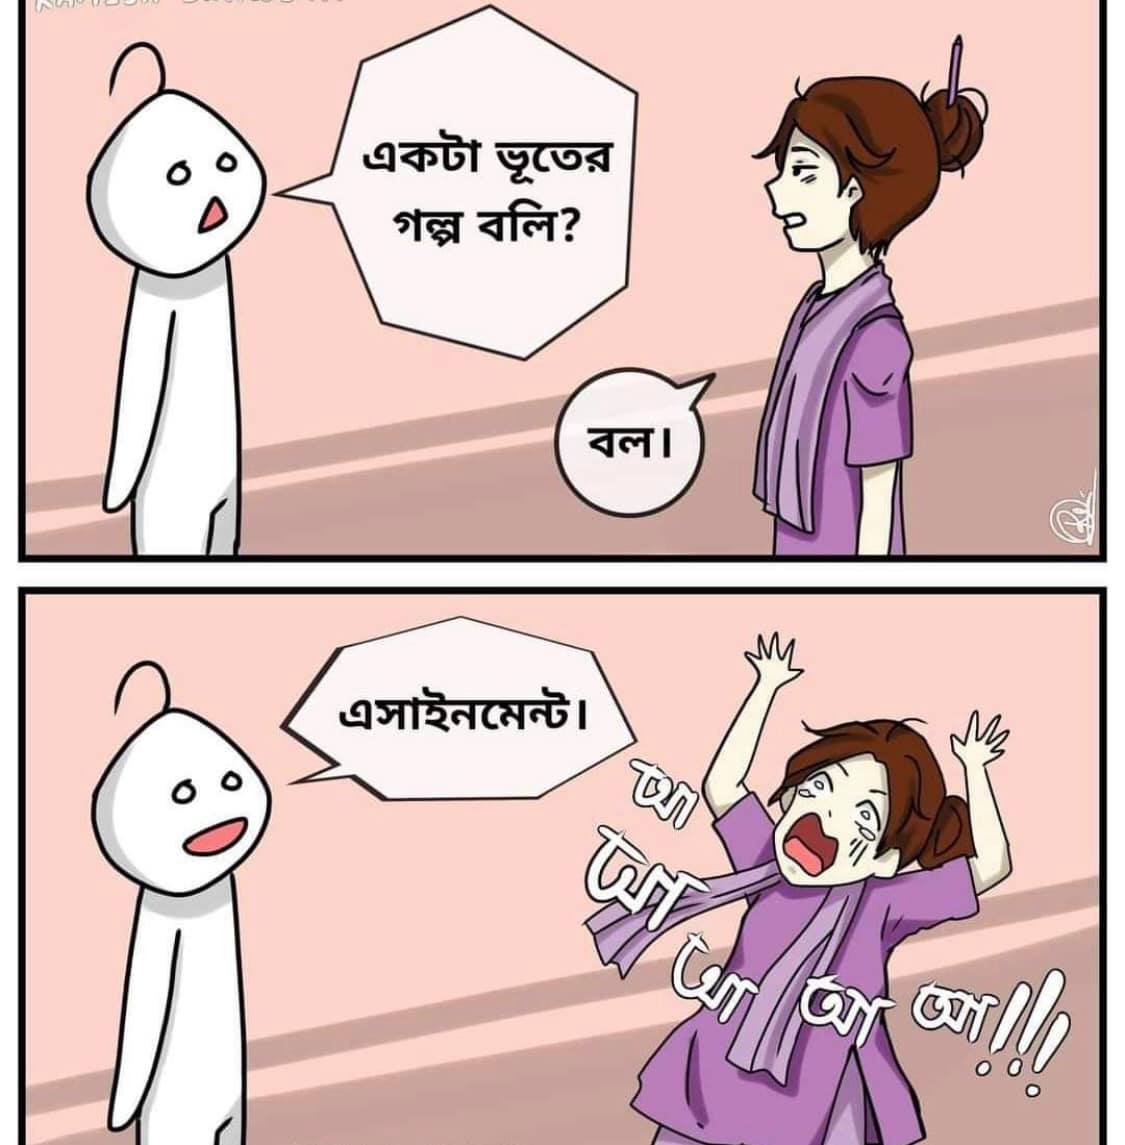 একটা ভূতের
গল্প বলি?
বল।
এসাইনমেন্ট।
আ
আ
আ আ আ!!!